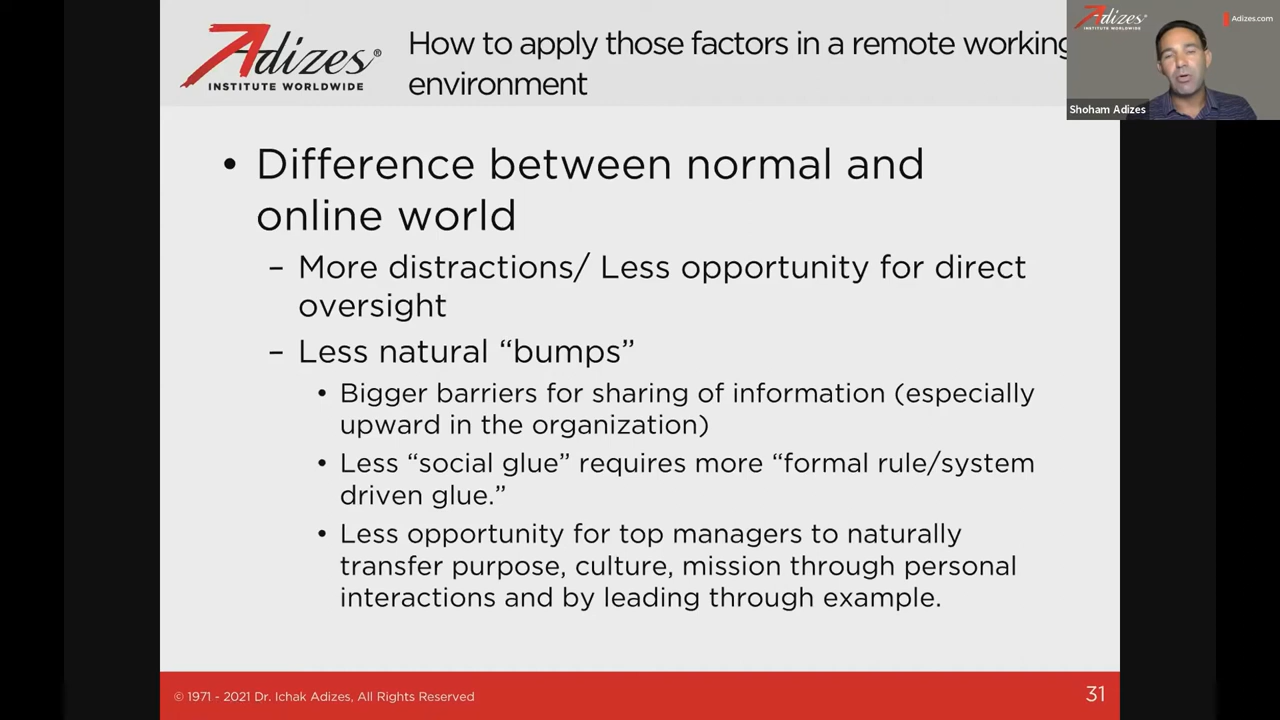 Adizes®
INSTITUTE WORLDWIDE
How to apply those factors in a remote working
environment
Adizes
INSTITUTE WORLDWIDE
Adizes.com
Shoham Adizes
• Difference between normal and
online world
– More distractions/ Less opportunity for direct
oversight
– Less natural “bumps”
• Bigger barriers for sharing of information (especially
upward in the organization)
• Less “social glue” requires more “formal rule/system
driven glue.”
• Less opportunity for top managers to naturally
transfer purpose, culture, mission through personal
interactions and by leading through example.
© 1971 - 2021 Dr. Ichak Adizes, All Rights Reserved
31